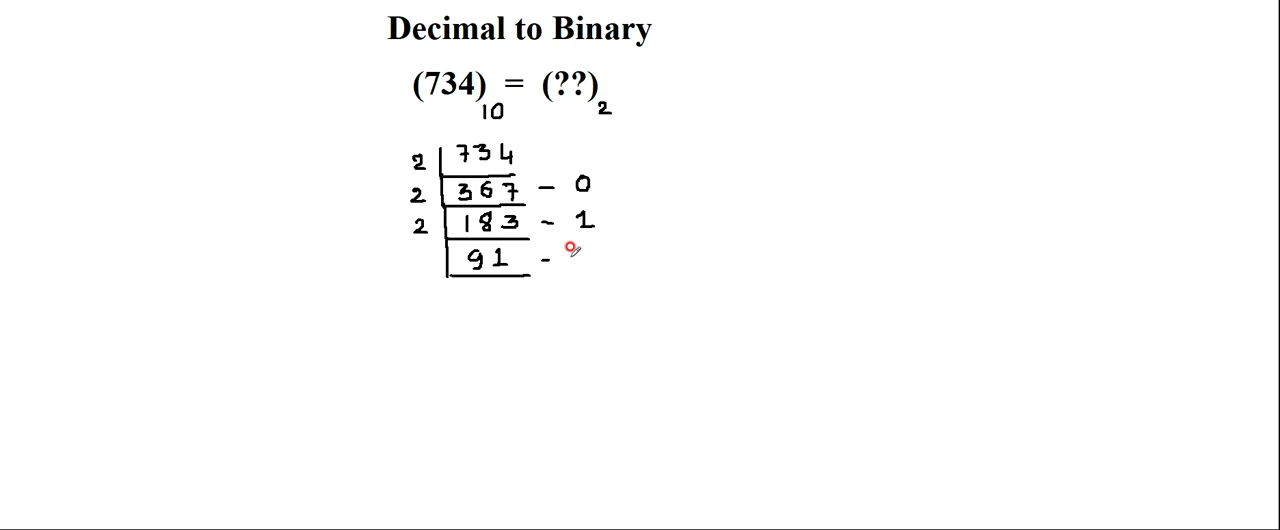 Decimal to Binary
(734)10 = (??)2
2 734
2 367 - 0
2 183 - 1
91 -